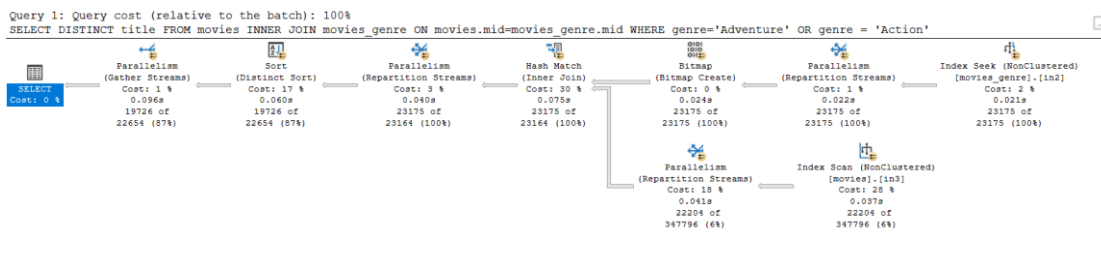 Query 1: Query cost (relative to the batch): 100%
SELECT DISTINCT title FROM movies INNER JOIN movies_genre ON movies.mid=movies_genre.mid WHERE genre='Adventure' OR genre = 'Action'
SELECT
Cost: 0 %
Parallelism
(Gather Streams)
Cost: 1 %
0.096s
19726 of
22654 (87%)
Sort
(Distinct Sort)
Cost: 17 %
0.060s
19726 of
22654 (87%)
Parallelism
(Repartition Streams)
Cost: 3 %
0.040s
23175 of
23164 (100%)
Hash Match
(Inner Join)
Cost: 30 %
0.075s
23175 of
23164 (100%)
Bitmap
(Bitmap Create)
Cost: 0 %
0.024s
23175 of
23175 (100%)
Parallelism
(Repartition Streams)
Cost: 1 %
0.022s
23175 of
23175 (100%)
Index Seek (NonClustered)
[movies_genre].[in2]
Cost: 2 %
0.021s
23175 of
23175 (100%)
Parallelism
(Repartition Streams)
Cost: 18 %
0.041s
22204 of
347796 (6%)
Index Scan (NonClustered)
[movies].[in3]
Cost: 28 %
0.037s
22204 of
347796 (6%)